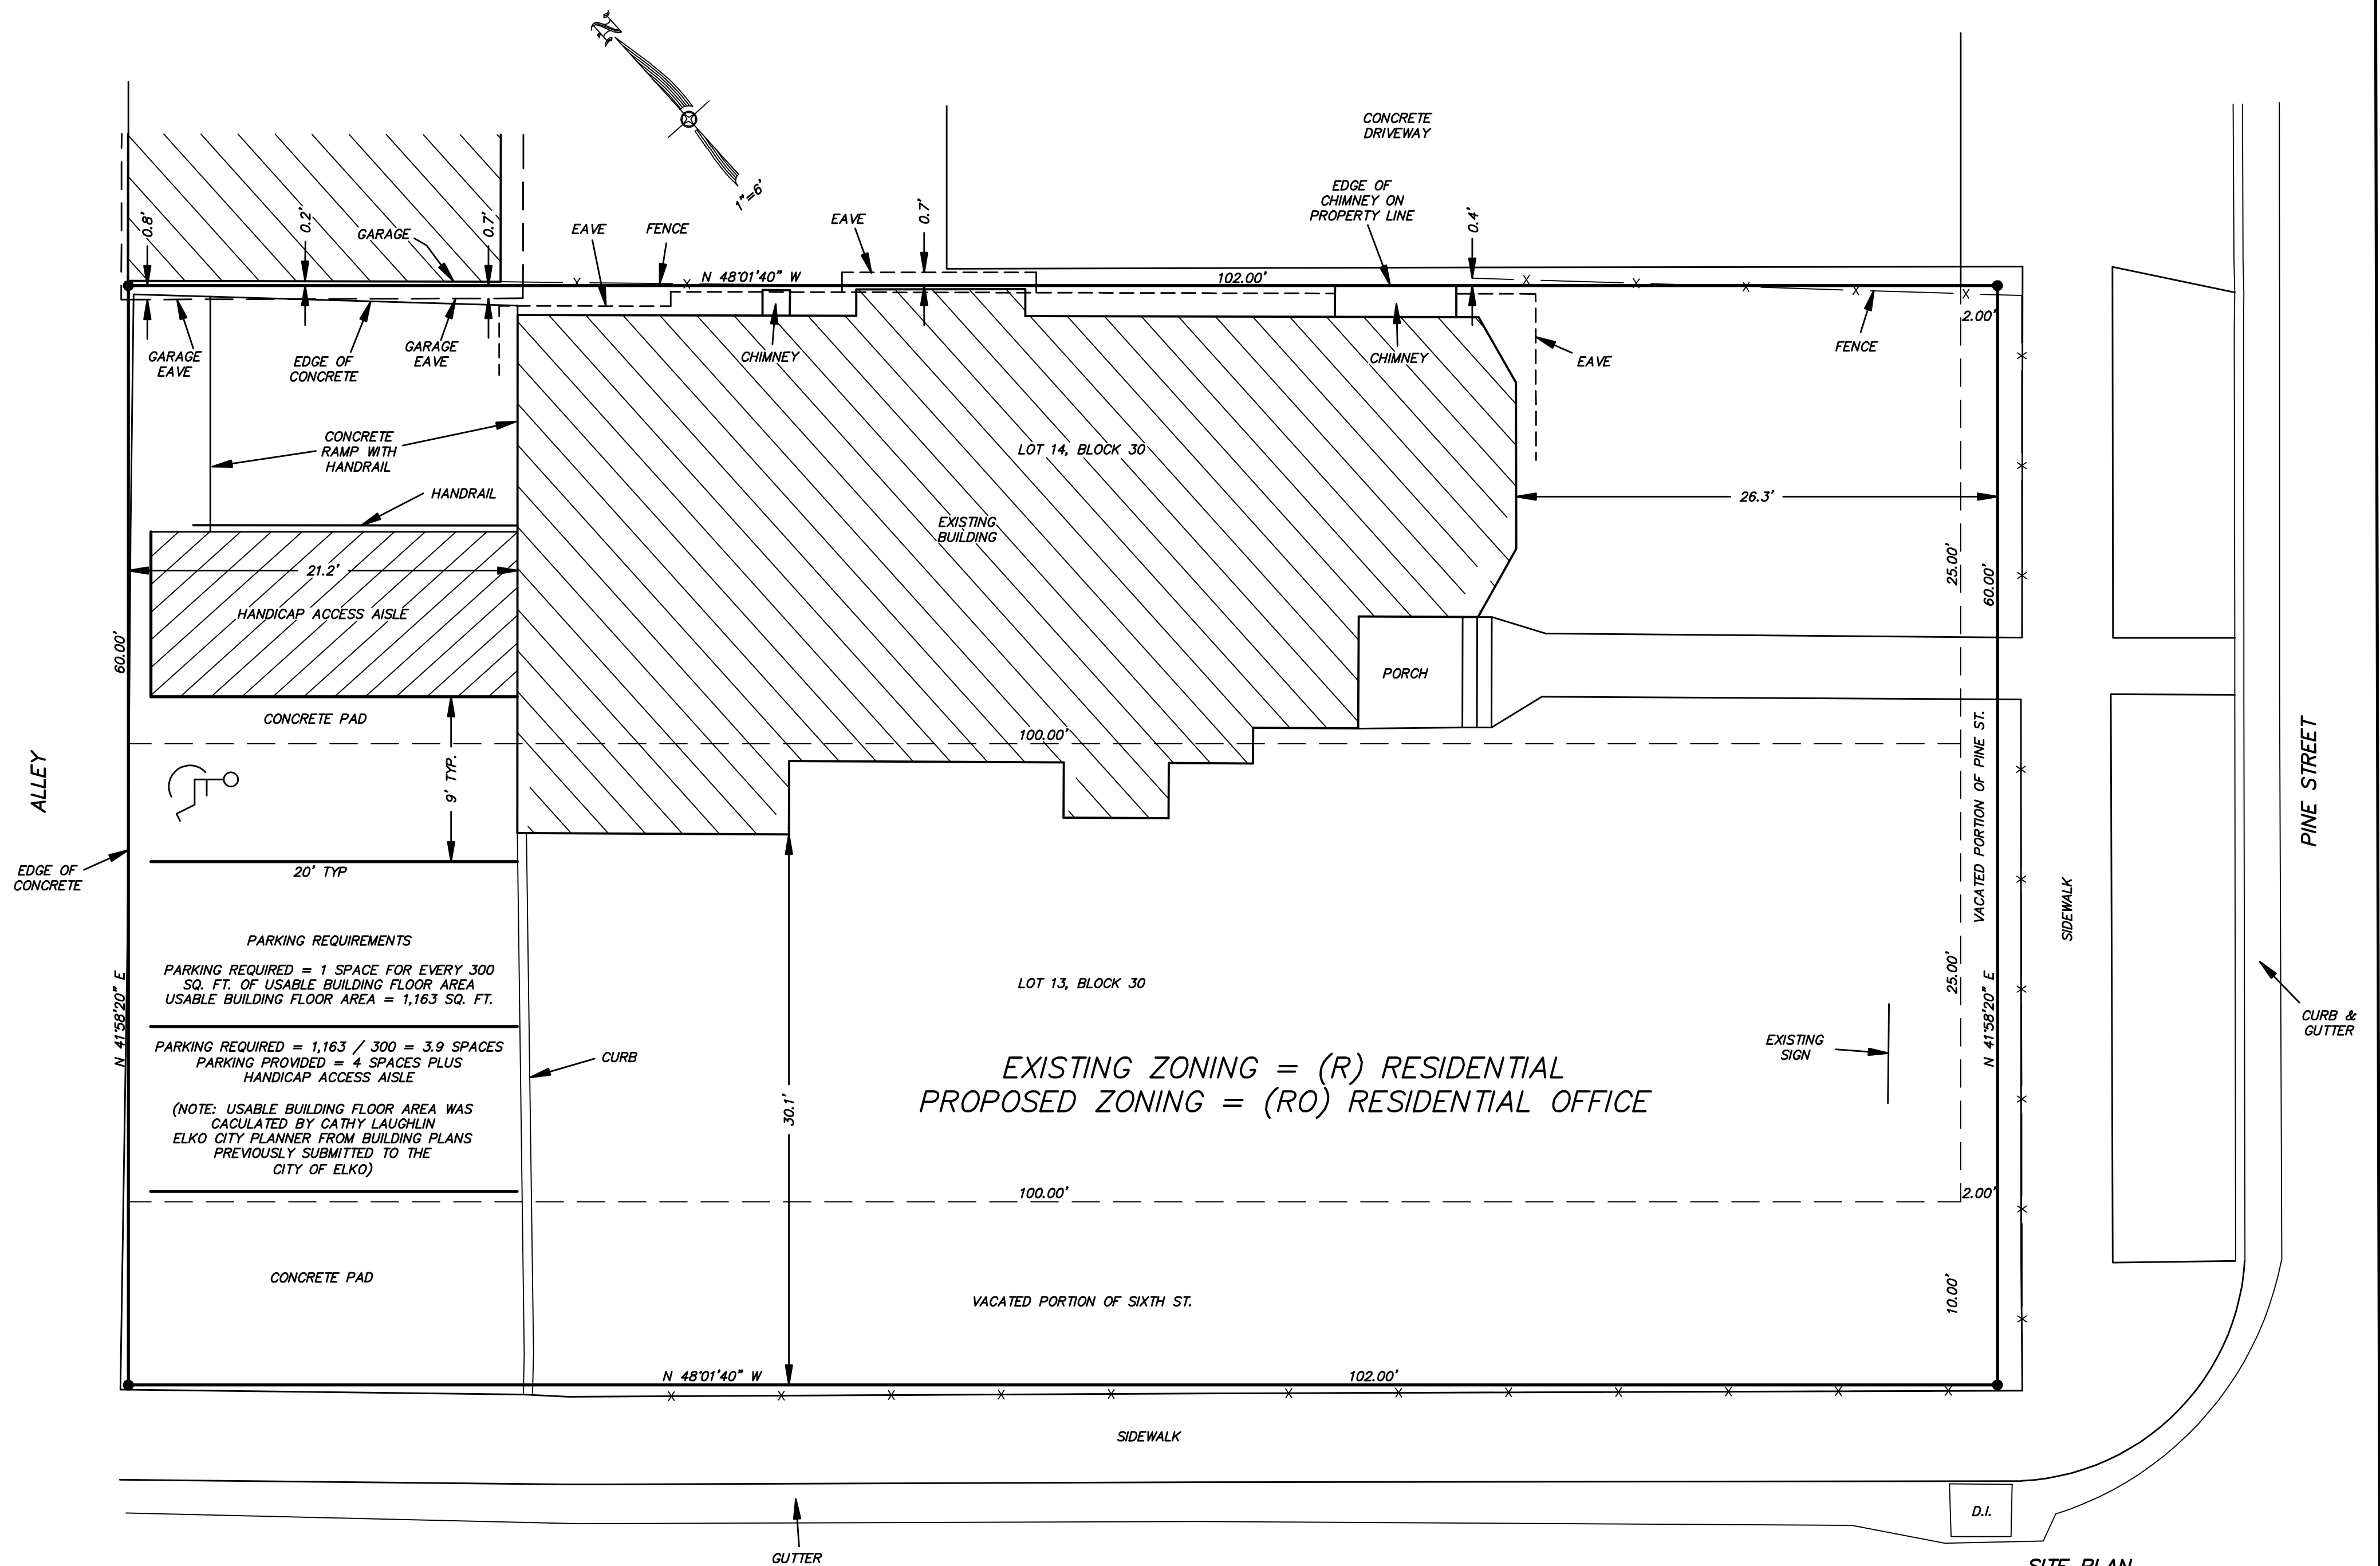 N
1"=6'
CONCRETE
DRIVEWAY
EDGE OF
CHIMNEY ON
PROPERTY LINE
0.8'
0.2'
GARAGE
0.7'
EAVE
FENCE
EAVE
0.7'
0.4'
N 48°01'40" W
102.00'
2.00'
GARAGE
EAVE
EDGE OF
CONCRETE
GARAGE
EAVE
CHIMNEY
CHIMNEY
EAVE
FENCE
CONCRETE
RAMP WITH
HANDRAIL
LOT 14, BLOCK 30
HANDRAIL
26.3'
EXISTING
BUILDING
21.2'
25.00'
60.00'
HANDICAP ACCESS AISLE
60.00'
PORCH
CONCRETE PAD
100.00'
VACATED PORTION OF PINE ST.
ALLEY
9' TYP.
PINE STREET
EDGE OF
CONCRETE
20' TYP
SIDEWALK
PARKING REQUIREMENTS
PARKING REQUIRED = 1 SPACE FOR EVERY 300
SQ. FT. OF USABLE BUILDING FLOOR AREA
USABLE BUILDING FLOOR AREA = 1,163 SQ. FT.
N 41°58'20" E
LOT 13, BLOCK 30
25.00'
N 41°58'20" E
CURB &
GUTTER
PARKING REQUIRED = 1,163 / 300 = 3.9 SPACES
PARKING PROVIDED = 4 SPACES PLUS
HANDICAP ACCESS AISLE
CURB
EXISTING
SIGN
EXISTING ZONING = (R) RESIDENTIAL
PROPOSED ZONING = (RO) RESIDENTIAL OFFICE
30.1'
(NOTE: USABLE BUILDING FLOOR AREA WAS
CACULATED BY CATHY LAUGHLIN
ELKO CITY PLANNER FROM BUILDING PLANS
PREVIOUSLY SUBMITTED TO THE
CITY OF ELKO)
100.00'
2.00'
CONCRETE PAD
VACATED PORTION OF SIXTH ST.
10.00'
N 48°01'40" W
102.00'
SIDEWALK
D.I.
GUTTER
SITE PLAN